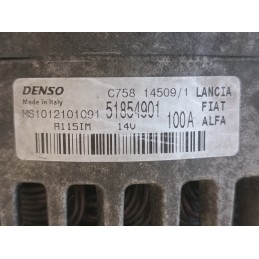 DENSO C758 14509/1 LANCIA
Made in Italy FIAT
MS1012101091 51854901 100A ALFA
A115IM 14V